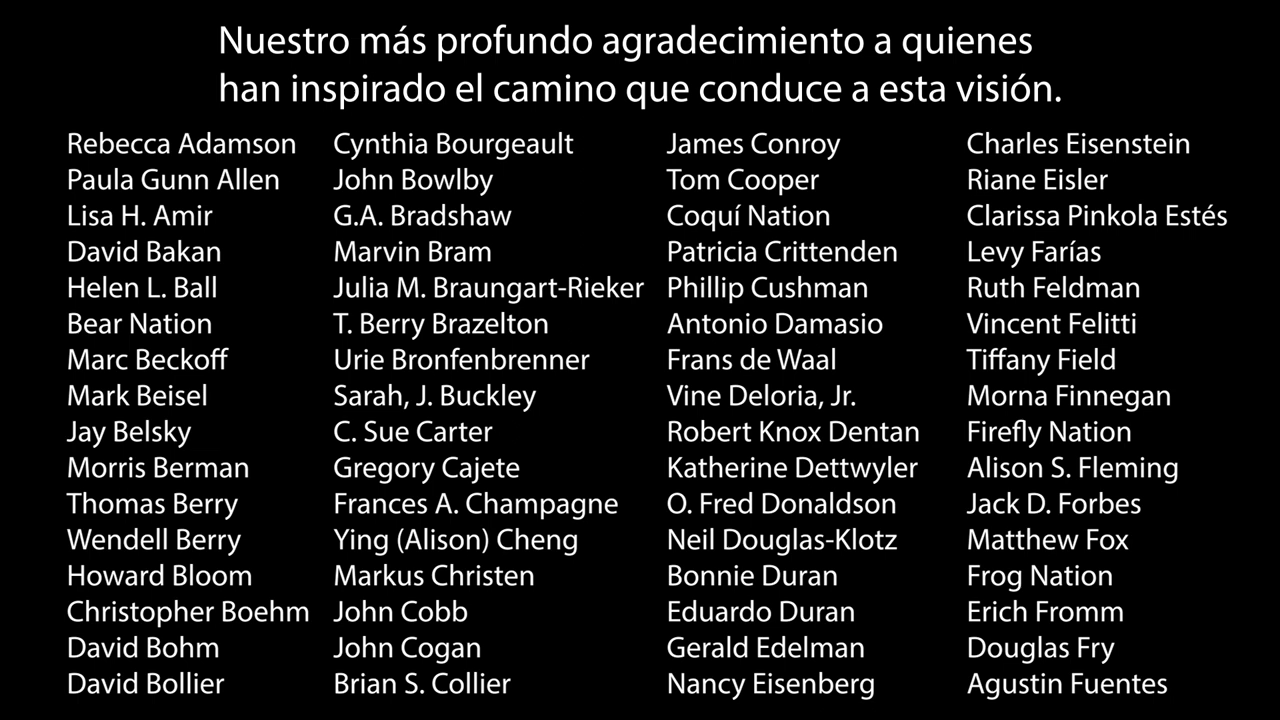 Nuestro más profundo agradecimiento a quienes
han inspirado el camino que conduce a esta visión.
Rebecca Adamson
Paula Gunn Allen
Lisa H. Amir
David Bakan
Helen L. Ball
Bear Nation
Marc Beckoff
Mark Beisel
Jay Belsky
Morris Berman
Thomas Berry
Wendell Berry
Howard Bloom
Christopher Boehm
David Bohm
David Bollier
Cynthia Bourgeault
John Bowlby
G.A. Bradshaw
Marvin Bram
Julia M. Braungart-Rieker
T. Berry Brazelton
Urie Bronfenbrenner
Sarah, J. Buckley
C. Sue Carter
Gregory Cajete
Frances A. Champagne
Ying (Alison) Cheng
Markus Christen
John Cobb
John Cogan
Brian S. Collier
James Conroy
Tom Cooper
Coquí Nation
Patricia Crittenden
Phillip Cushman
Antonio Damasio
Frans de Waal
Vine Deloria, Jr.
Robert Knox Dentan
Katherine Dettwyler
O. Fred Donaldson
Neil Douglas-Klotz
Bonnie Duran
Eduardo Duran
Gerald Edelman
Nancy Eisenberg
Charles Eisenstein
Riane Eisler
Clarissa Pinkola Estés
Levy Farías
Ruth Feldman
Vincent Felitti
Tiffany Field
Morna Finnegan
Firefly Nation
Alison S. Fleming
Jack D. Forbes
Matthew Fox
Frog Nation
Erich Fromm
Douglas Fry
Agustin Fuentes